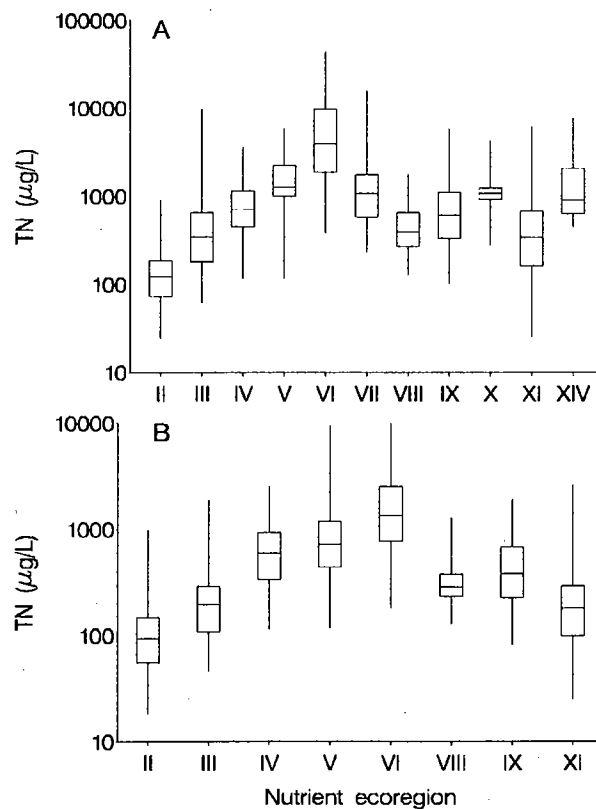 A
100000
10000
1000
100
10
TN (µg/L)
II III IV V VI VII VIII IX X XI XIV
B
10000
1000
100
10
TN (µg/L)
II III IV V VI VIII IX XI
Nutrient ecoregion